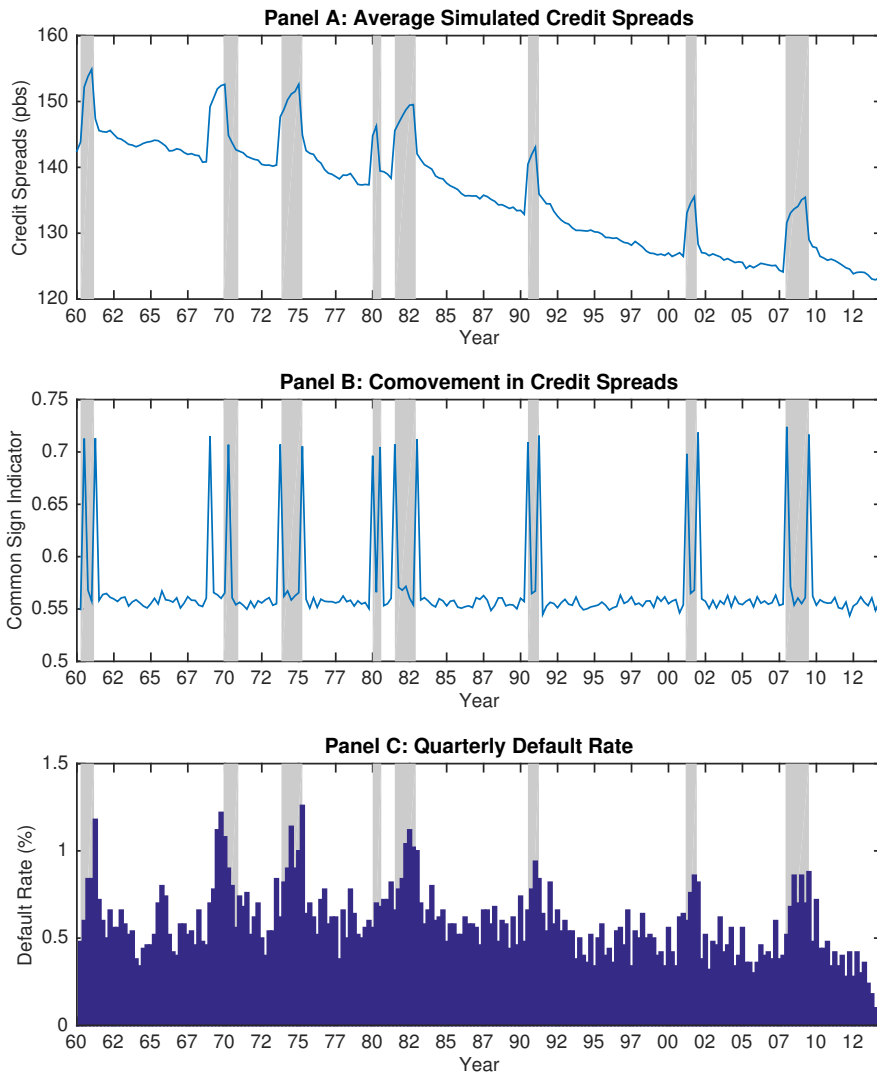 Panel A: Average Simulated Credit Spreads
160
150
140
130
120
Credit Spreads (pbs)
60 62 65 67 70 72 75 77 80 82 85 87 90 92 95 97 00 02 05 07 10 12
Year
Panel B: Comovement in Credit Spreads
0.75
0.7
0.65
0.6
0.55
0.5
Common Sign Indicator
60 62 65 67 70 72 75 77 80 82 85 87 90 92 95 97 00 02 05 07 10 12
Year
Panel C: Quarterly Default Rate
1.5
1
0.5
0
Default Rate (%)
60 62 65 67 70 72 75 77 80 82 85 87 90 92 95 97 00 02 05 07 10 12
Year